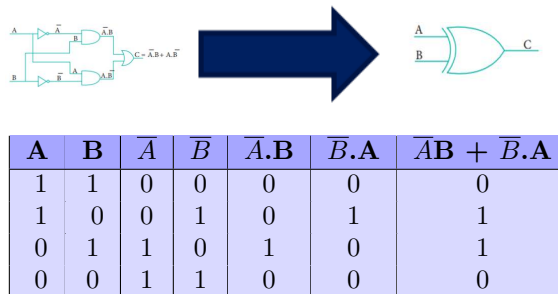 A A̅ A̅.B
B
C = A̅.B + A.B̅
A
B B̅ A.B̅
A
B
C
A B A̅ B̅ A̅.B B̅.A A̅B + B̅.A
1 1 0 0 0 0 0
1 0 0 1 0 1 1
0 1 1 0 1 0 1
0 0 1 1 0 0 0